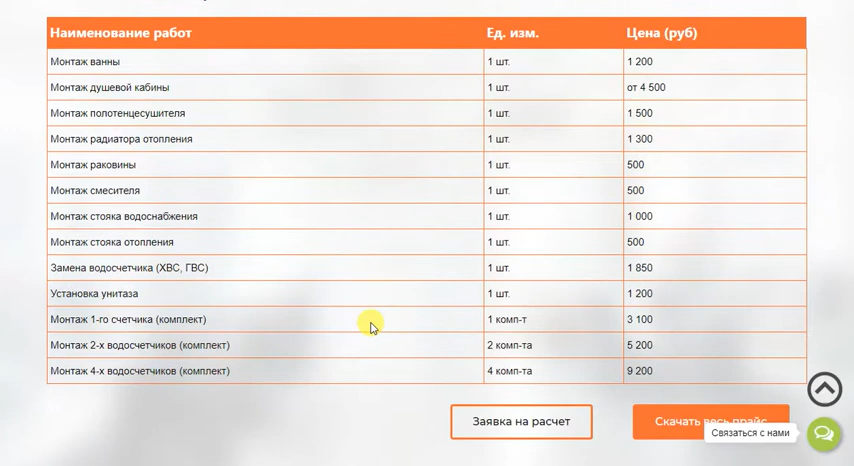 Наименование работ Ед. изм. Цена (руб)
Монтаж ванны 1 шт. 1 200
Монтаж душевой кабины 1 шт. от 4 500
Монтаж полотенцесушителя 1 шт. 1 500
Монтаж радиатора отопления 1 шт. 1 300
Монтаж раковины 1 шт. 500
Монтаж смесителя 1 шт. 500
Монтаж стояка водоснабжения 1 шт. 1 000
Монтаж стояка отопления 1 шт. 500
Замена водосчетчика (ХВС, ГВС) 1 шт. 1 850
Установка унитаза 1 шт. 1 200
Монтаж 1-го счетчика (комплект) 1 комп-т 3 100
Монтаж 2-х водосчетчиков (комплект) 2 комп-та 5 200
Монтаж 4-х водосчетчиков (комплект) 4 комп-та 9 200
Заявка на расчет Скачать весь прайс
Связаться с нами